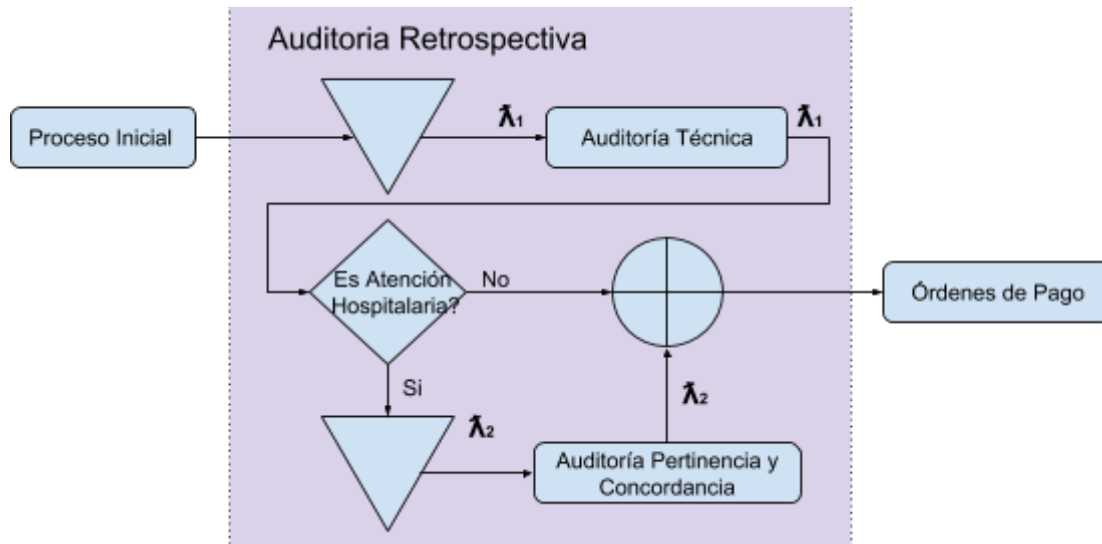 Auditoria Retrospectiva
Proceso Inicial
ƛ₁
Auditoría Técnica
ƛ₁
Es Atención
Hospitalaria?
No
Órdenes de Pago
Si
ƛ₂
ƛ₂
Auditoría Pertinencia y
Concordancia